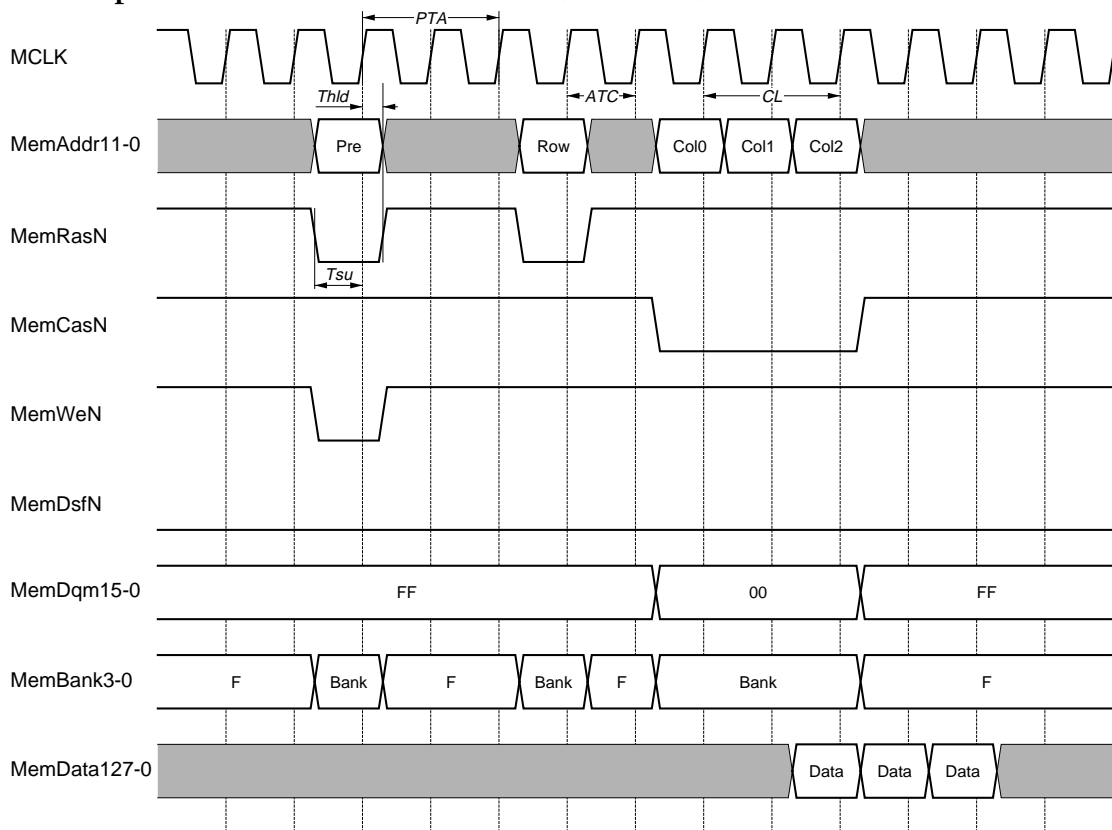 PTA
MCLK
Thld
ATC
CL
MemAddr11-0
Pre
Row
Col0
Col1
Col2
MemRasN
Tsu
MemCasN
MemWeN
MemDsfN
MemDqm15-0
FF
00
FF
MemBank3-0
F
Bank
F
Bank
F
Bank
F
MemData127-0
Data
Data
Data